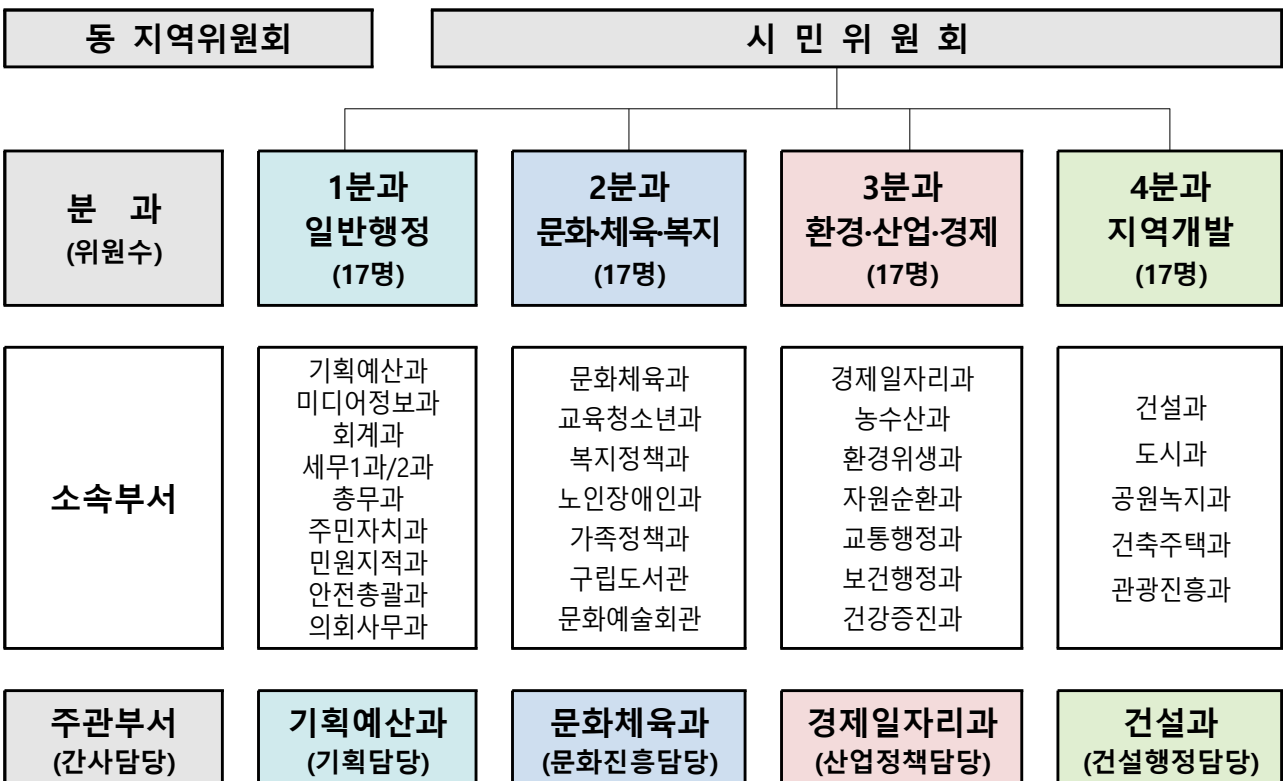 동 지역위원회
시 민 위 원 회
분 과
(위원수)
1분과
일반행정
(17명)
2분과
문화·체육·복지
(17명)
3분과
환경·산업·경제
(17명)
4분과
지역개발
(17명)
소속부서
기획예산과
미디어정보과
회계과
세무1과/2과
총무과
주민자치과
민원지적과
안전총괄과
의회사무과
문화체육과
교육청소년과
복지정책과
노인장애인과
가족정책과
구립도서관
문화예술회관
경제일자리과
농수산과
환경위생과
자원순환과
교통행정과
보건행정과
건강증진과
건설과
도시과
공원녹지과
건축주택과
관광진흥과
주관부서
(간사담당)
기획예산과
(기획담당)
문화체육과
(문화진흥담당)
경제일자리과
(산업정책담당)
건설과
(건설행정담당)